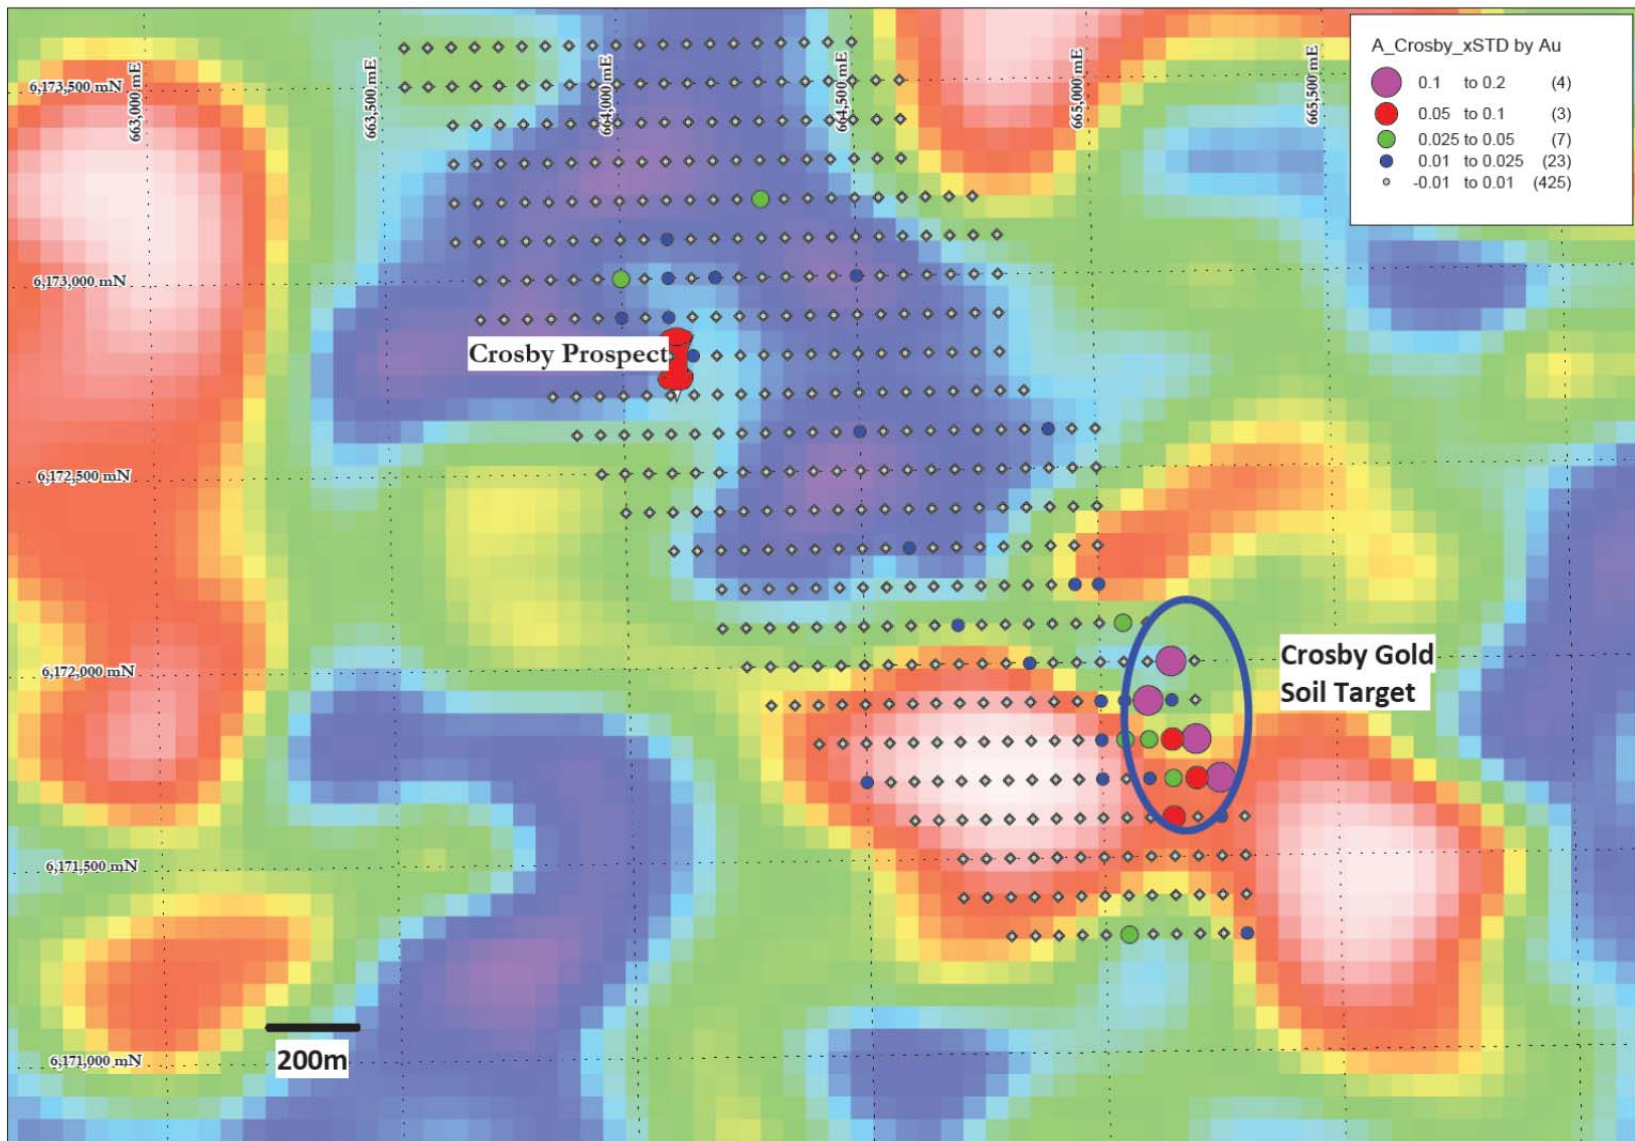 A_Crosby_xSTD by Au
0.1 to 0.2 (4)
0.05 to 0.1 (3)
0.025 to 0.05 (7)
0.01 to 0.025 (23)
-0.01 to 0.01 (425)
663,000 mE
663,500 mE
664,000 mE
664,500 mE
665,000 mE
665,500 mE
6,173,500 mN
6,173,000 mN
Crosby Prospect
6,172,500 mN
6,172,000 mN
Crosby Gold
Soil Target
6,171,500 mN
6,171,000 mN
200m